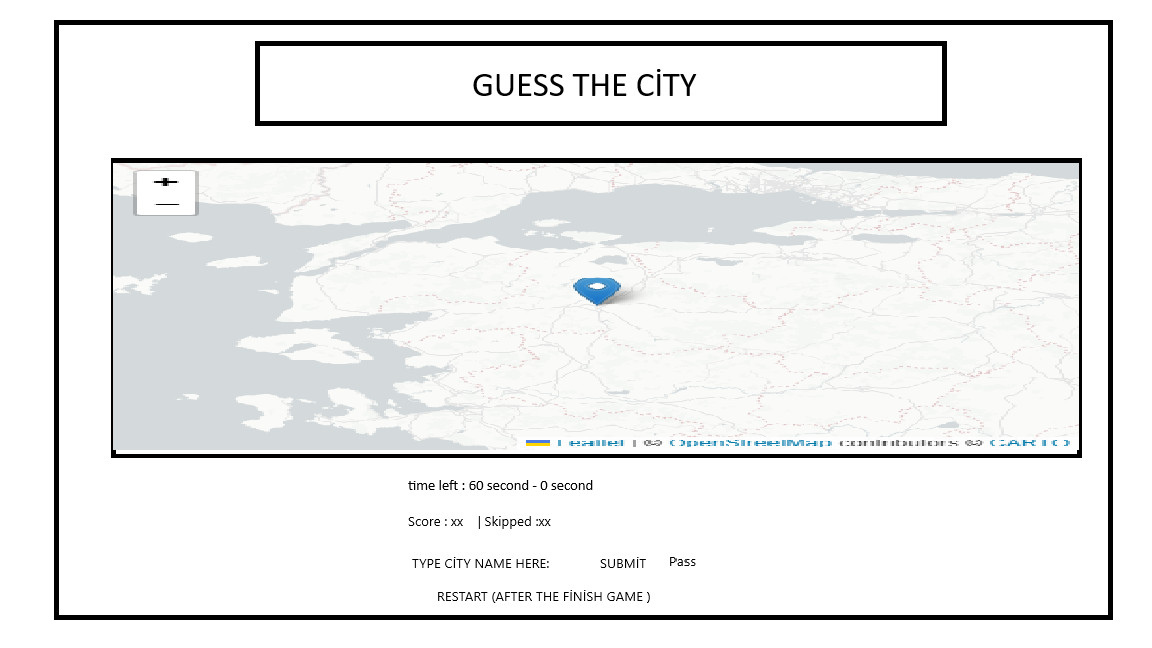 GUESS THE CİTY
Leaflet | © OpenStreetMap contributors © CARTO
time left : 60 second - 0 second
Score : xx | Skipped :xx
TYPE CİTY NAME HERE: SUBMİT Pass
RESTART (AFTER THE FİNİSH GAME )